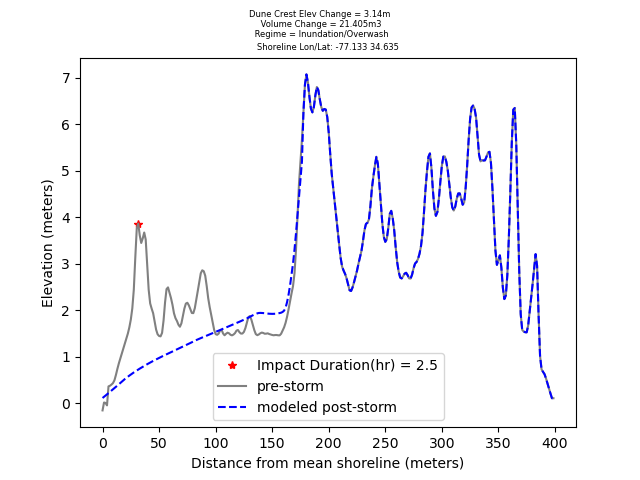 Dune Crest Elev Change = 3.14m
Volume Change = 21.405m3
Regime = Inundation/Overwash
Shoreline Lon/Lat: -77.133 34.635
7
6
5
4
3
2
1
0
Elevation (meters)
Impact Duration(hr) = 2.5
pre-storm
modeled post-storm
0 50 100 150 200 250 300 350 400
Distance from mean shoreline (meters)